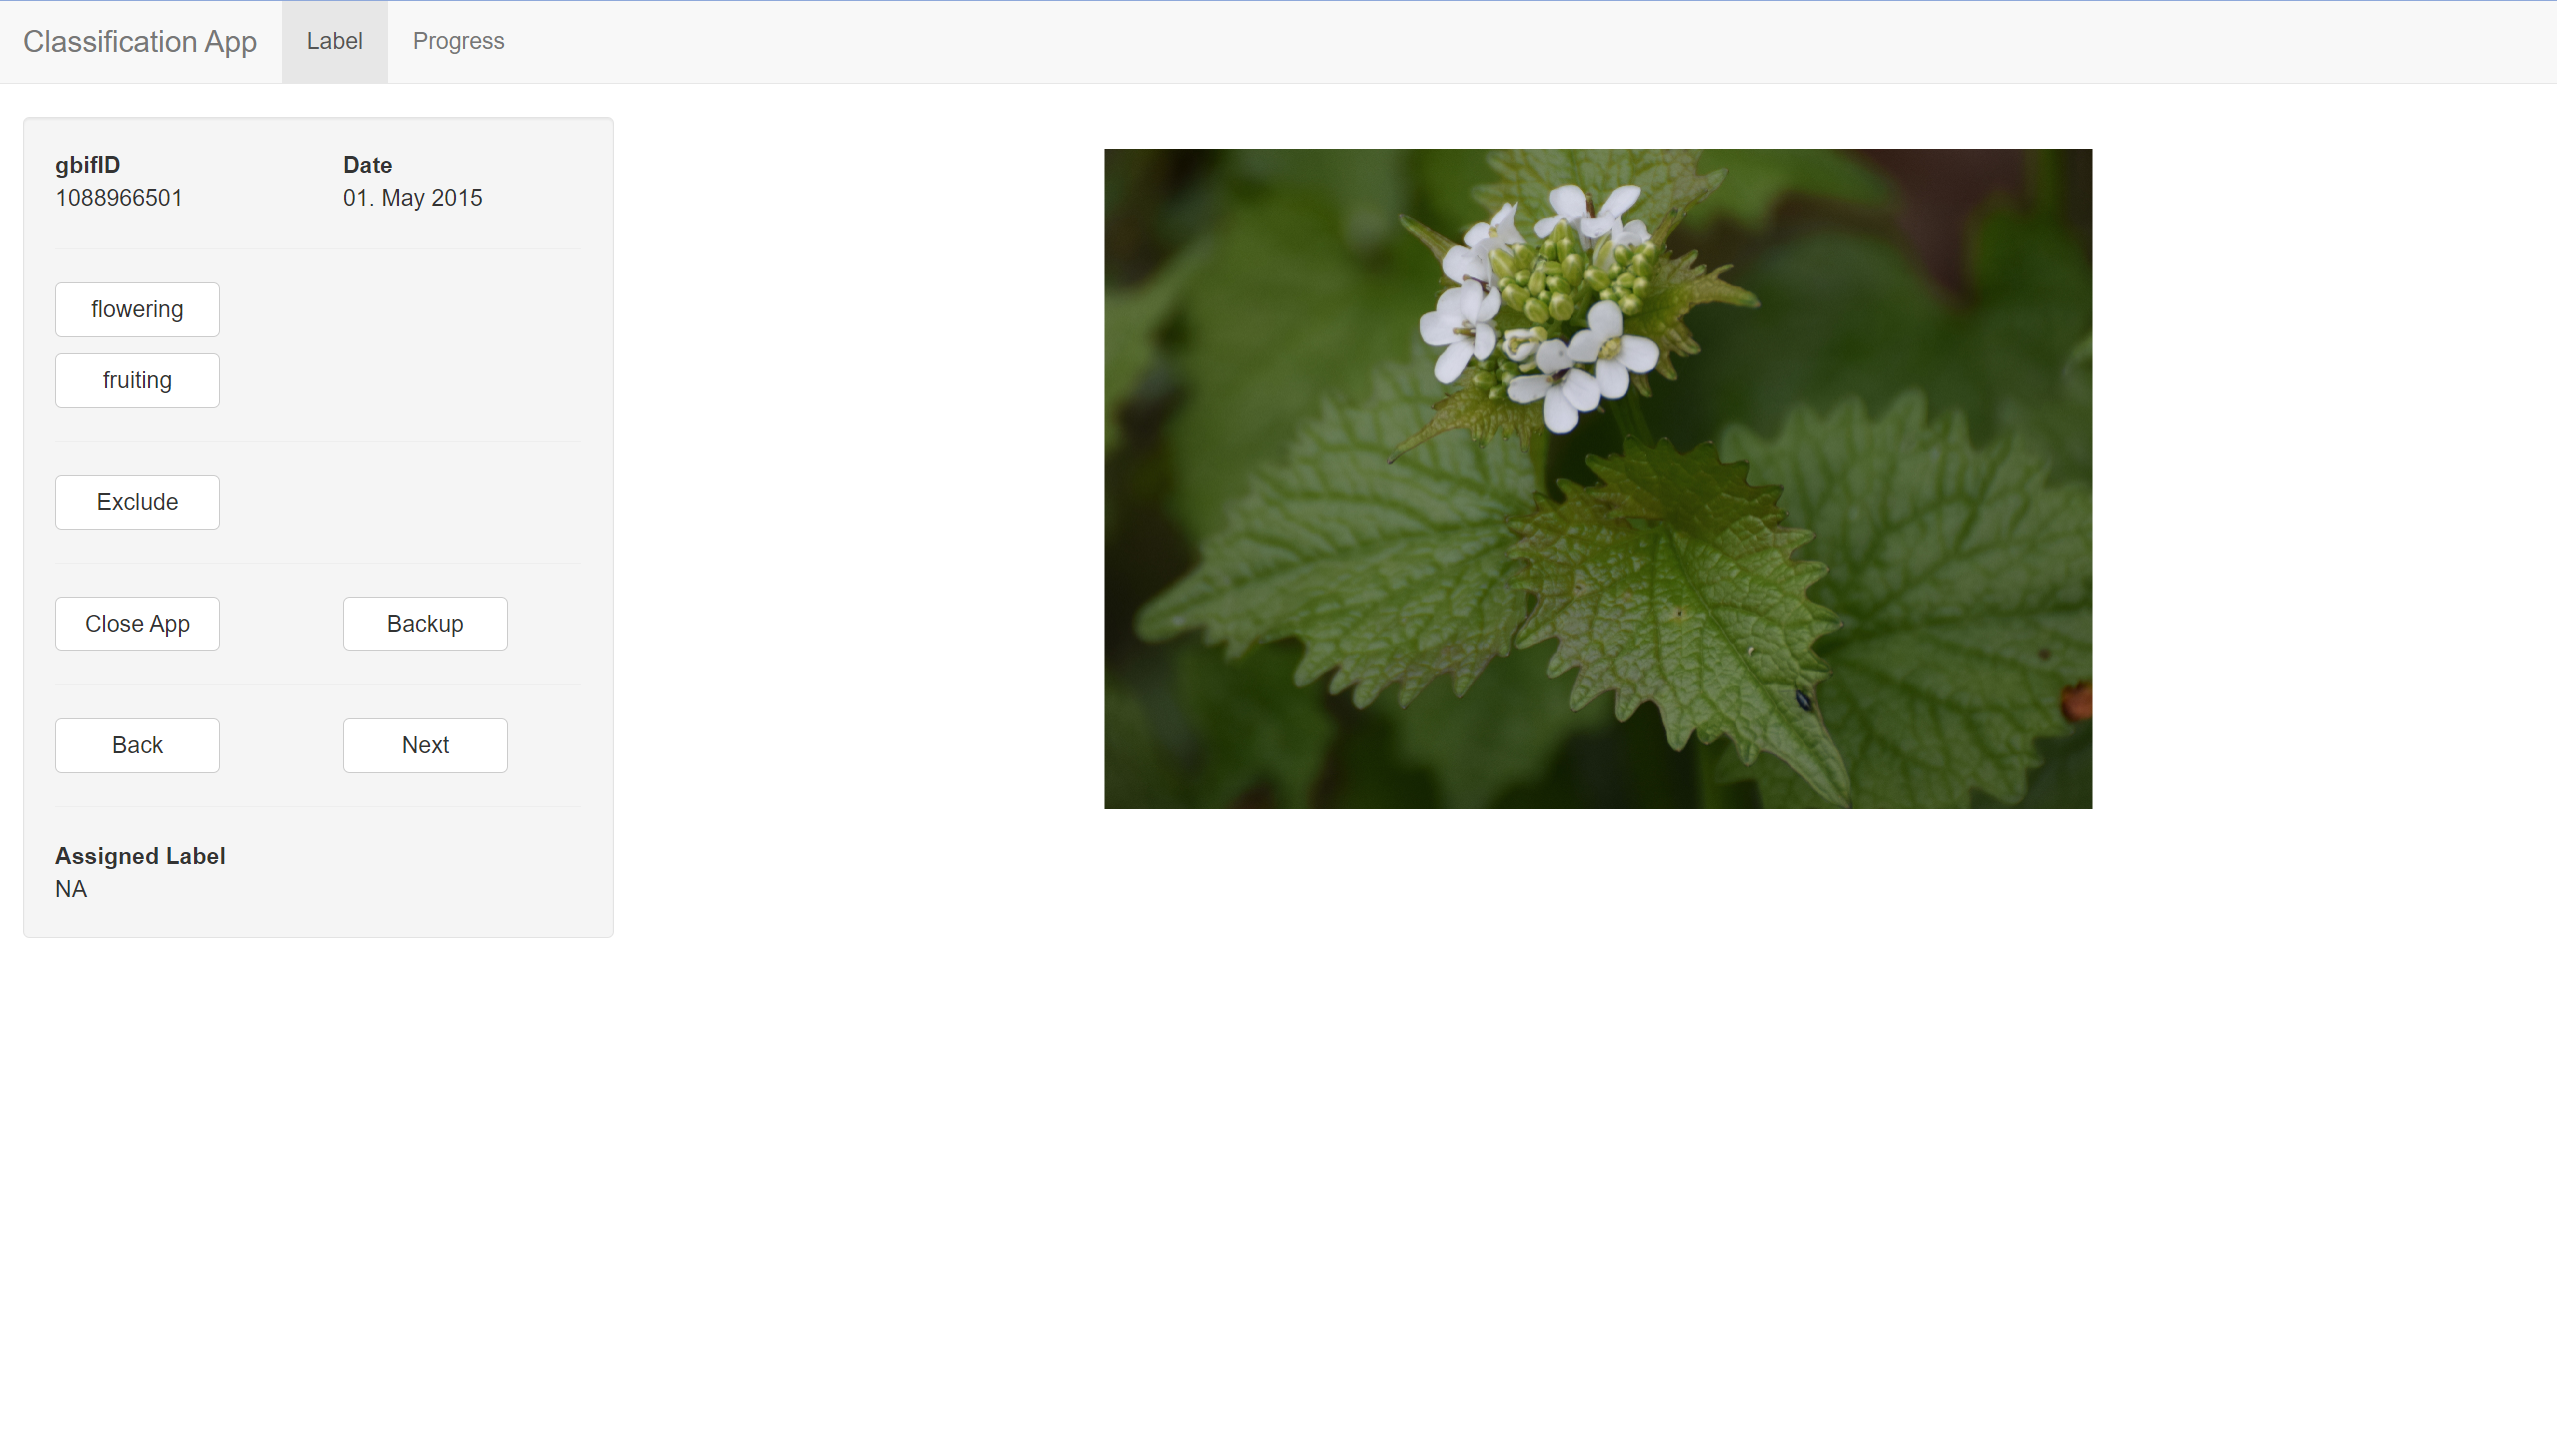 Classification App Label Progress
gbifID Date
1088966501 01. May 2015
flowering
fruiting
Exclude
Close App Backup
Back Next
Assigned Label
NA